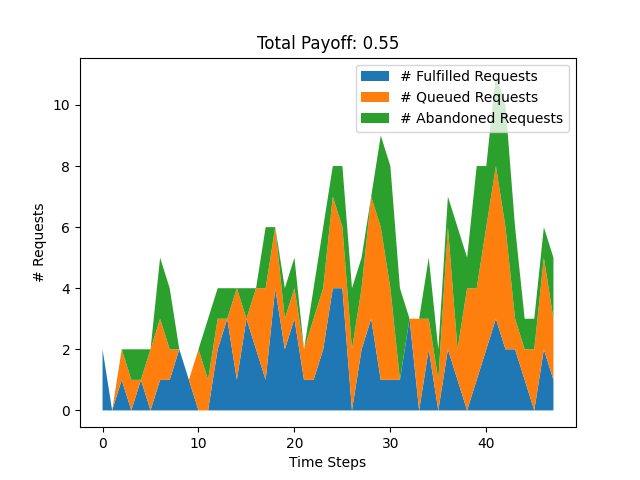 Total Payoff: 0.55
# Fulfilled Requests
# Queued Requests
# Abandoned Requests
10
8
6
4
2
0
# Requests
0 10 20 30 40
Time Steps